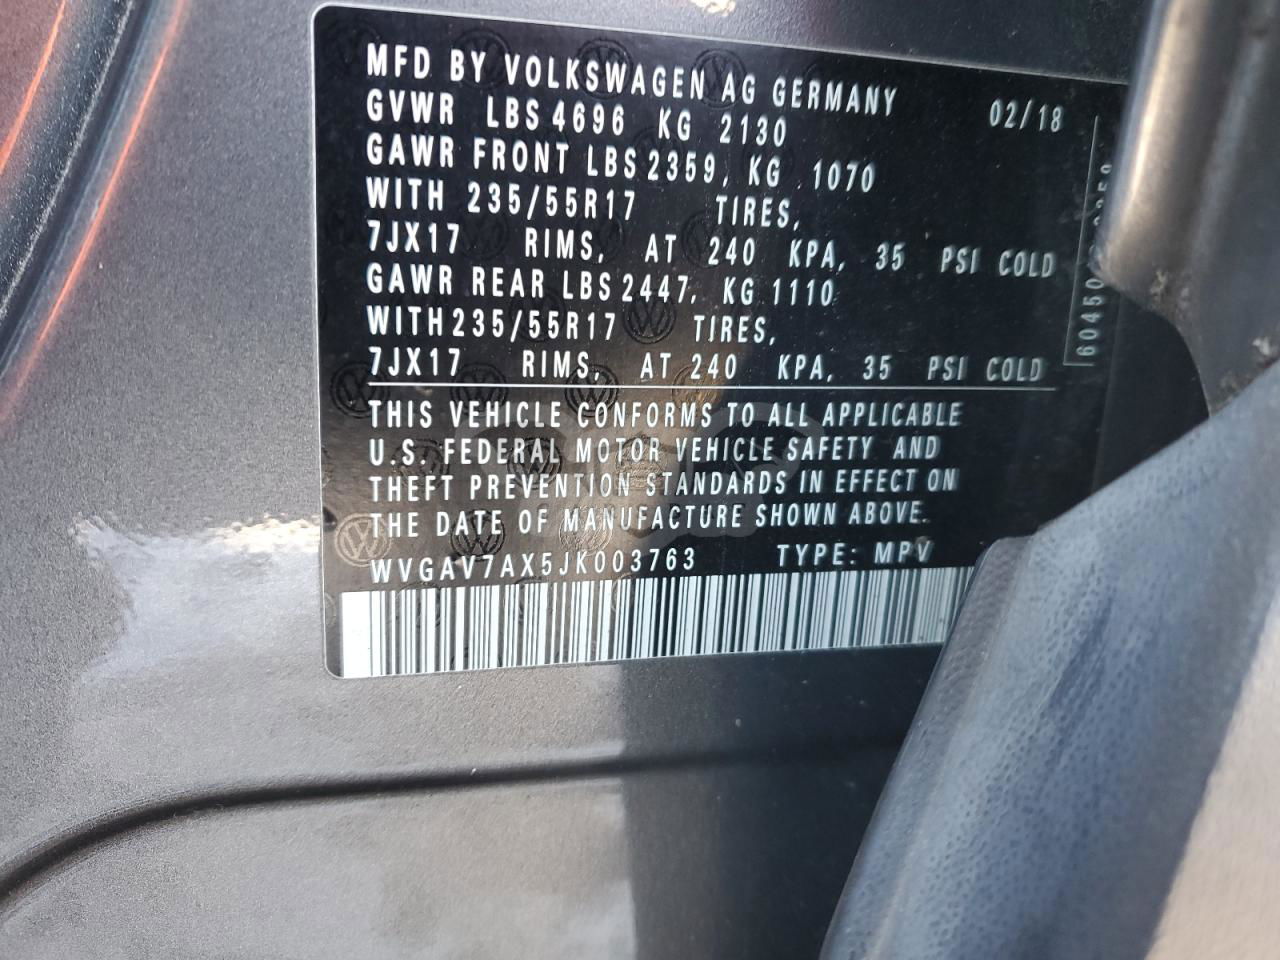 MFD BY VOLKSWAGEN AG GERMANY 02/18
GVWR LBS 4696 KG 2130
GAWR FRONT LBS 2359, KG 1070
WITH 235/55R17 TIRES,
7JX17 RIMS, AT 240 KPA, 35 PSI COLD
GAWR REAR LBS 2447, KG 1110
WITH 235/55R17 TIRES,
7JX17 RIMS, AT 240 KPA, 35 PSI COLD
THIS VEHICLE CONFORMS TO ALL APPLICABLE
U.S. FEDERAL MOTOR VEHICLE SAFETY AND
THEFT PREVENTION STANDARDS IN EFFECT ON
THE DATE OF MANUFACTURE SHOWN ABOVE.
WVGAV7AX5JK003763 TYPE: MPV